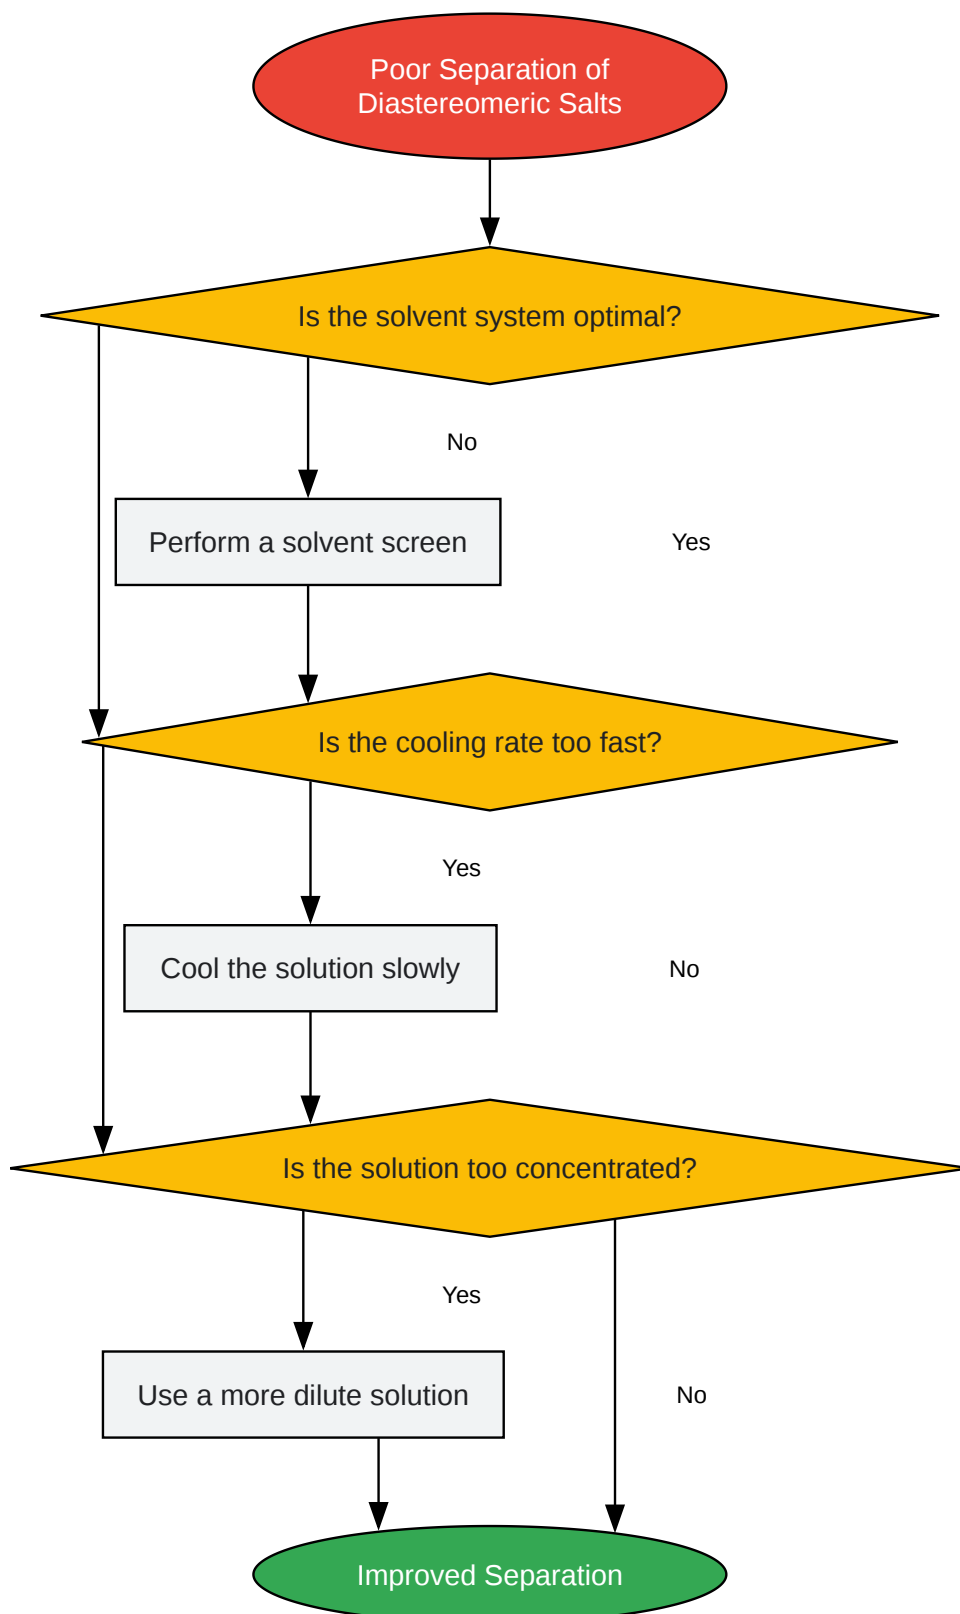 Poor Separation of
Diastereomeric Salts
Is the solvent system optimal?
No
Perform a solvent screen
Yes
Is the cooling rate too fast?
Yes
Cool the solution slowly
No
Is the solution too concentrated?
Yes
Use a more dilute solution
No
Improved Separation